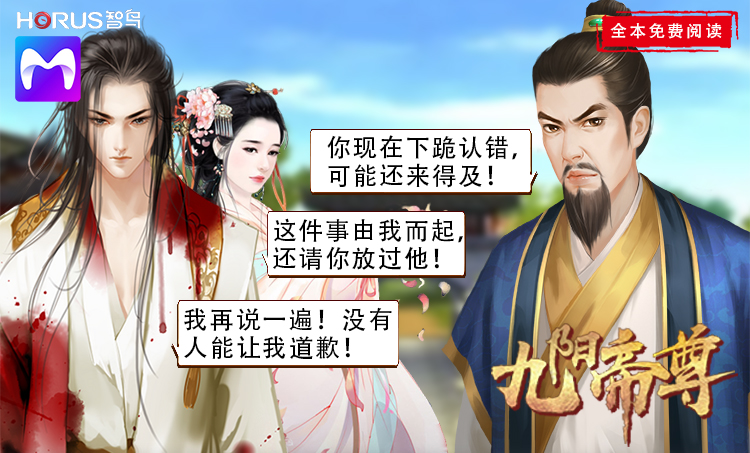 HORUS智鸟
全本免费阅读
你现在下跪认错,
可能还来得及！
这件事由我而起,
还请你放过他！
我再说一遍！没有
人能让我道歉！
九阳帝尊